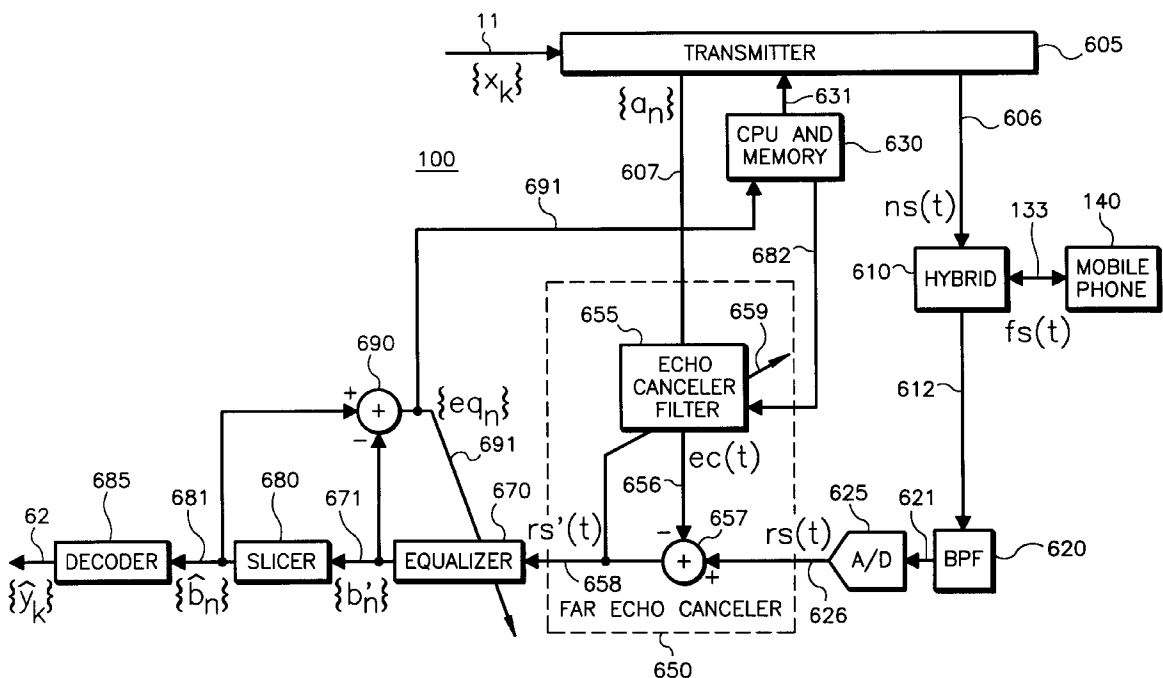 11
TRANSMITTER
605
{x_k}
{a_n}
631
606
CPU AND
MEMORY
630
100
607
691
ns(t)
133
140
682
610
HYBRID
MOBILE
PHONE
fs(t)
655
659
690
ECHO
CANCELER
FILTER
612
+
+
{eq_n}
−
691
ec(t)
656
685
681
680
671
670
rs'(t)
−
657
rs(t)
625
621
62
DECODER
SLICER
EQUALIZER
+
A/D
BPF
620
+
{ŷ_k}
{b̂_n}
{b'_n}
658
626
FAR ECHO CANCELER
650